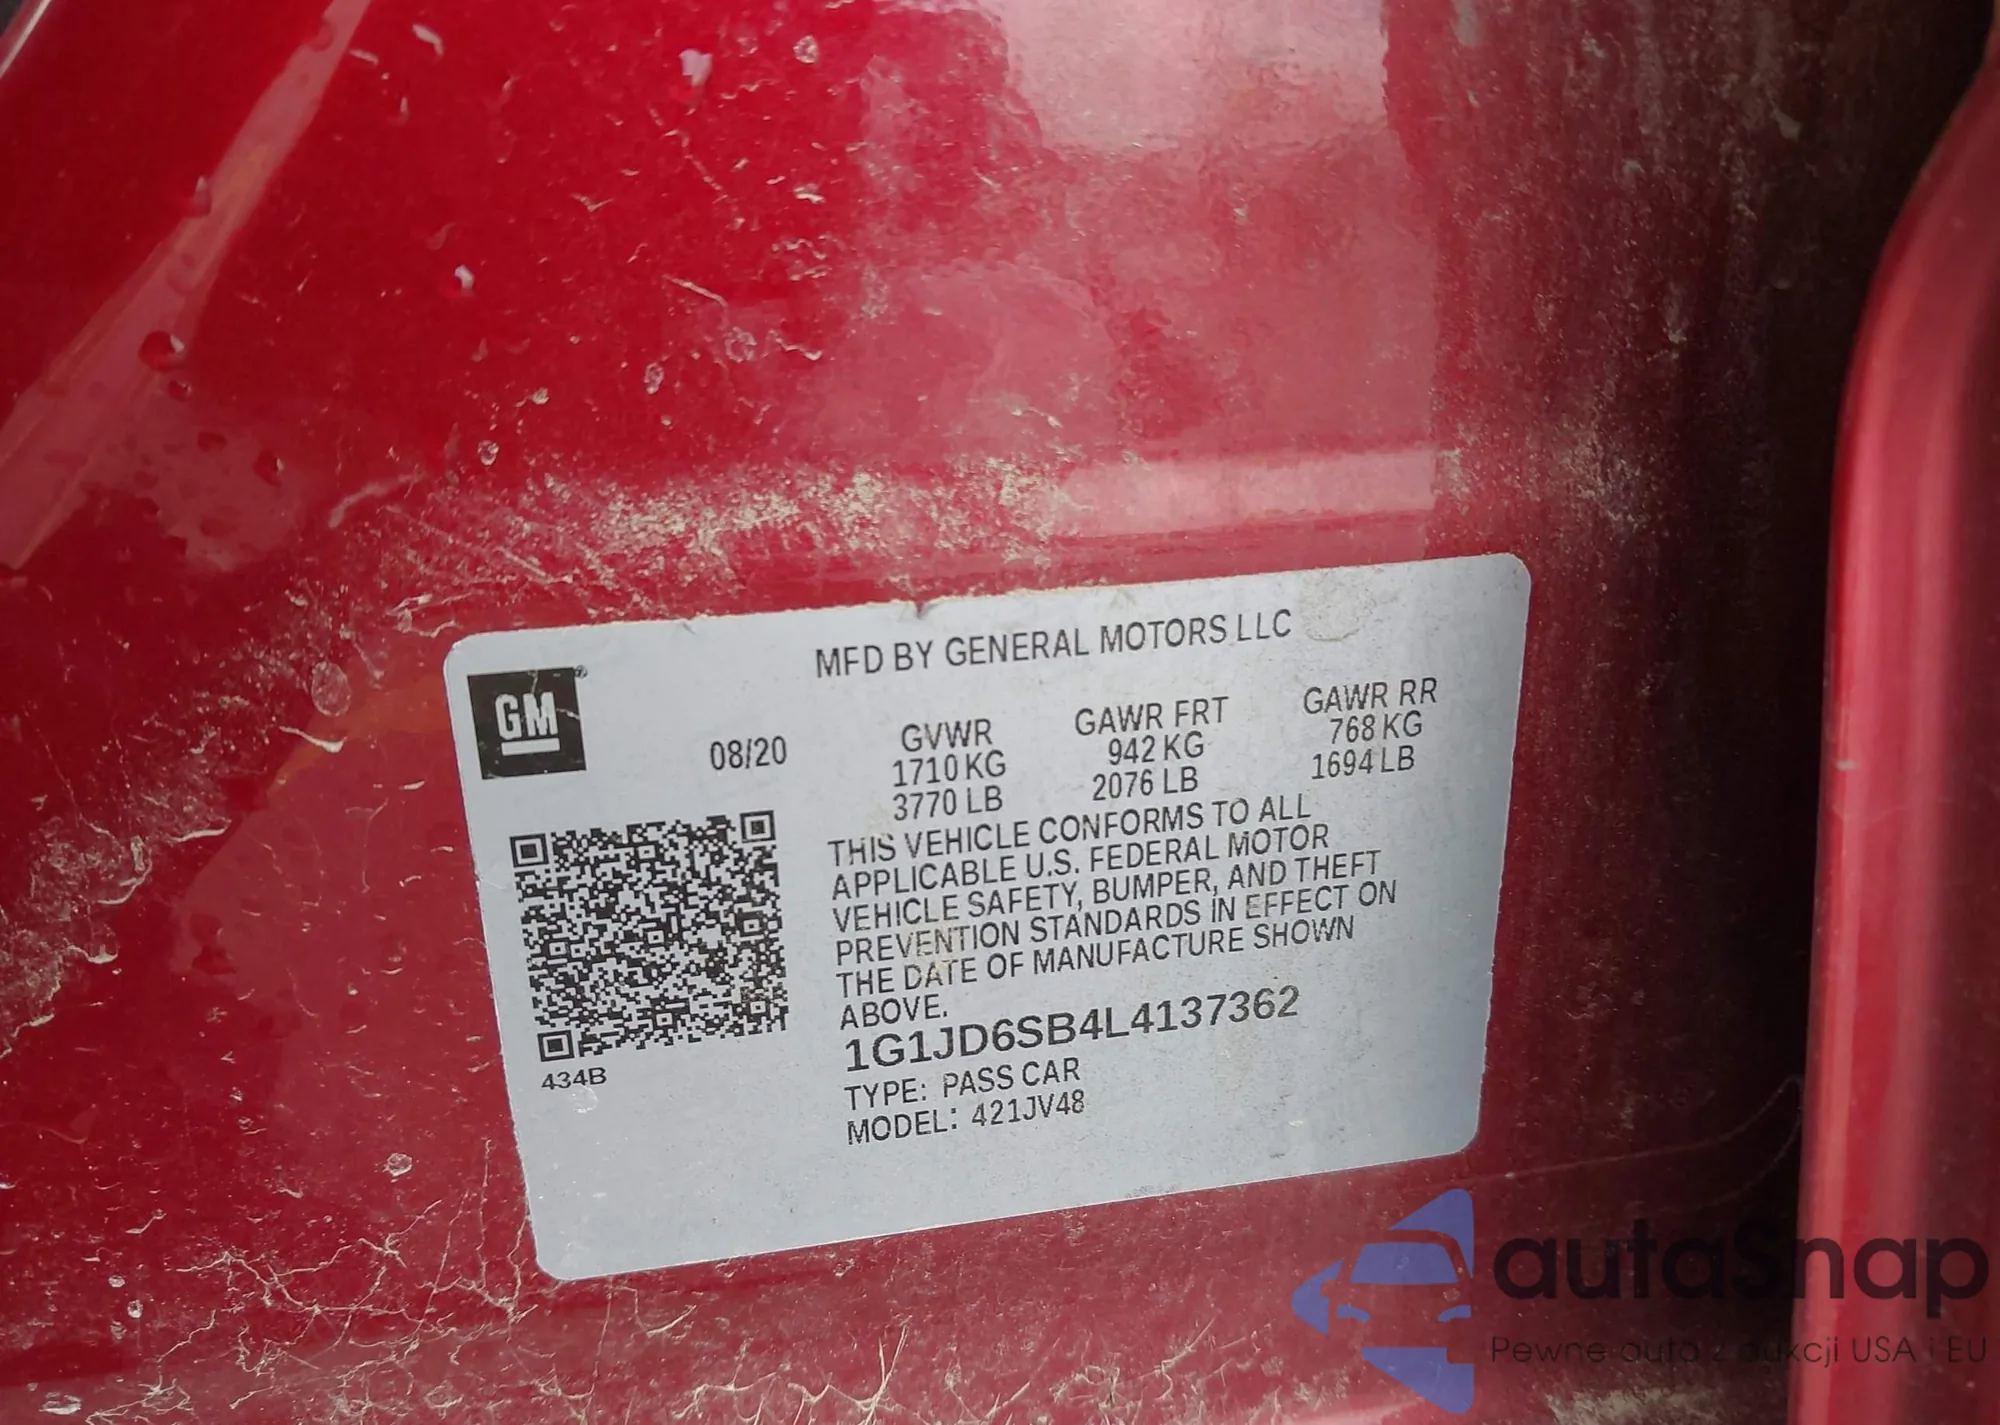 MFD BY GENERAL MOTORS LLC
GM
08/20
GVWR GAWR FRT GAWR RR
1710 KG 942 KG 768 KG
3770 LB 2076 LB 1694 LB
THIS VEHICLE CONFORMS TO ALL
APPLICABLE U.S. FEDERAL MOTOR
VEHICLE SAFETY, BUMPER, AND THEFT
PREVENTION STANDARDS IN EFFECT ON
THE DATE OF MANUFACTURE SHOWN
ABOVE.
1G1JD6SB4L4137362
434B
TYPE: PASS CAR
MODEL: 421JV48
autaSnap
Pewne auta z aukcji USA i EU